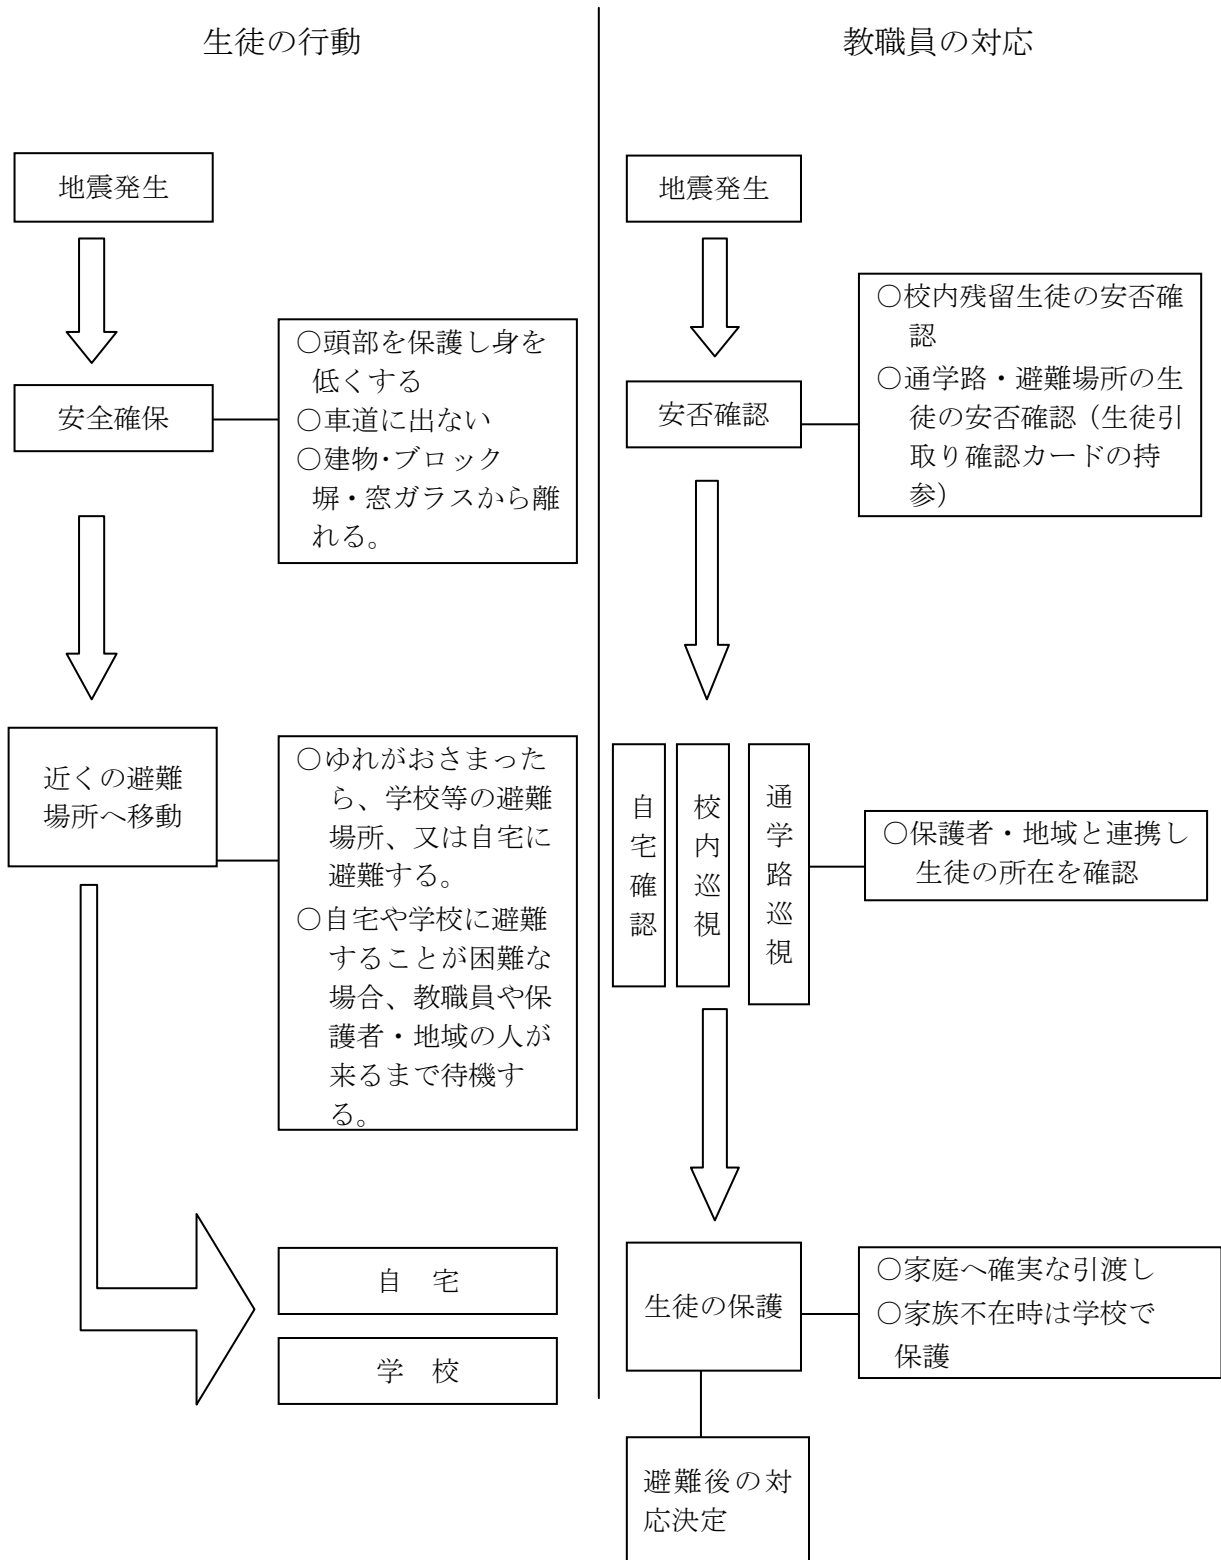 生徒の行動
地震発生
安全確保
○頭部を保護し身を
低くする
○車道に出ない
○建物・ブロック
塀・窓ガラスから離
れる。
近くの避難
場所へ移動
○ゆれがおさまった
ら、学校等の避難
場所、又は自宅に
避難する。
○自宅や学校に避難
することが困難な
場合、教職員や保
護者・地域の人が
来るまで待機す
る。
自　宅
学　校
教職員の対応
地震発生
安否確認
○校内残留生徒の安否確
認
○通学路・避難場所の生
徒の安否確認（生徒引
取り確認カードの持
参）
自宅確認
校内巡視
通学路巡視
○保護者・地域と連携し
生徒の所在を確認
生徒の保護
○家庭へ確実な引渡し
○家族不在時は学校で
保護
避難後の対
応決定